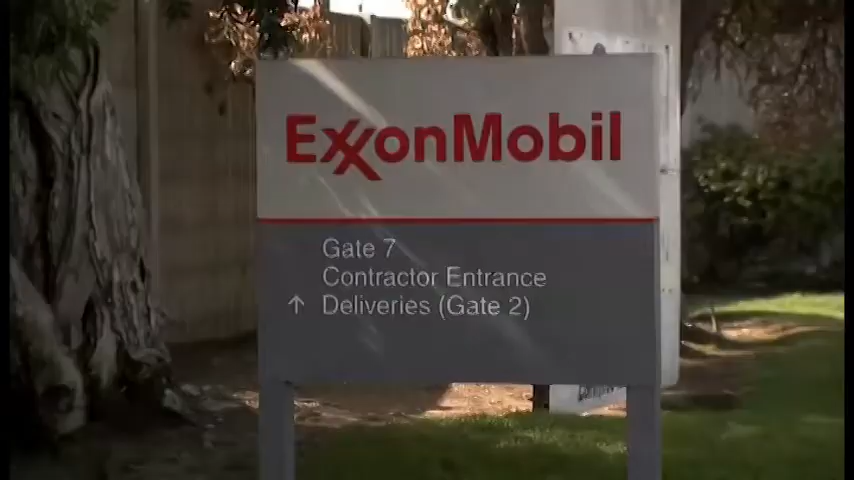 ExxonMobil
Gate 7
Contractor Entrance
↑ Deliveries (Gate 2)